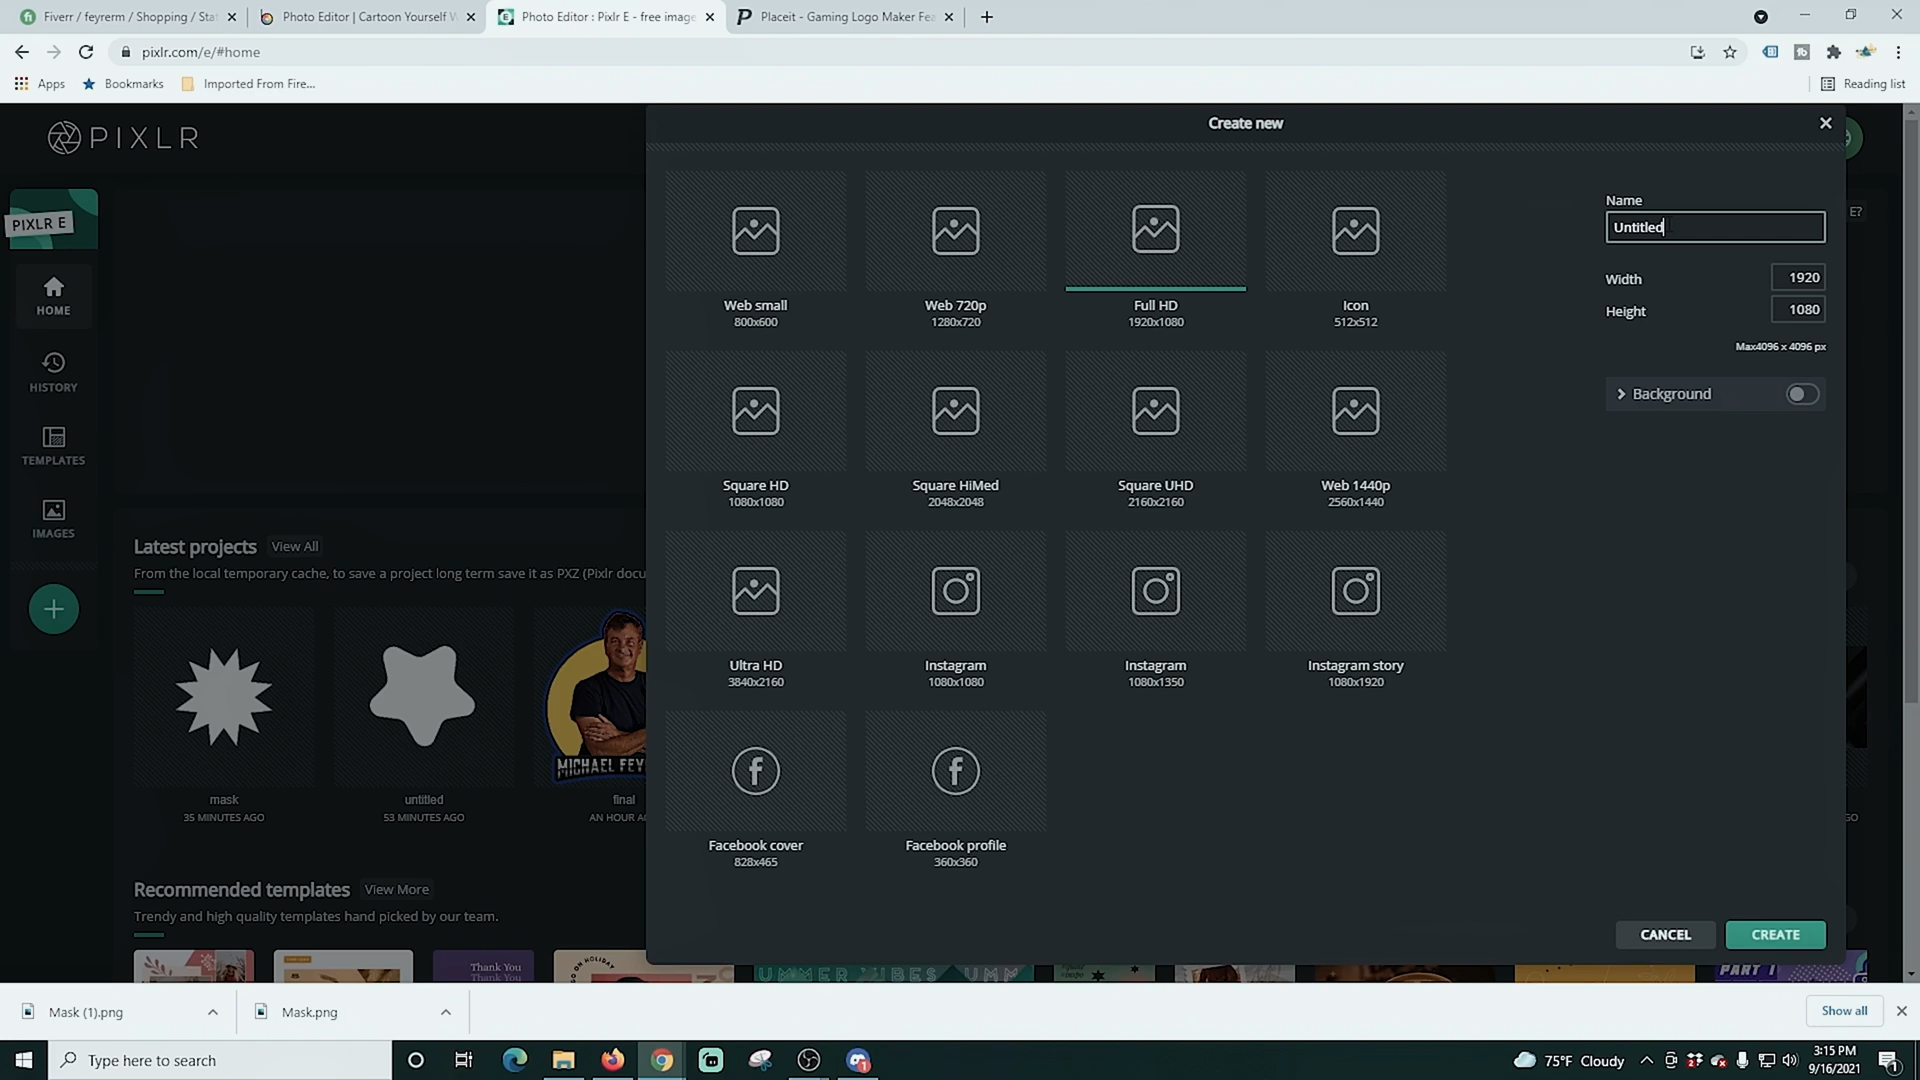 Fiverr / feyrerm / Shopping / Stat
Photo Editor | Cartoon Yourself W
Photo Editor : Pixlr E - free image
Placeit - Gaming Logo Maker Fea
pixlr.com/e/#home
Apps
Bookmarks
Imported From Fire...
Reading list
PIXLR
Create new
PIXLR E
HOME
HISTORY
TEMPLATES
IMAGES
Web small
800x600
Web 720p
1280x720
Full HD
1920x1080
Icon
512x512
Square HD
1080x1080
Square HiMed
2048x2048
Square UHD
2160x2160
Web 1440p
2560x1440
Ultra HD
3840x2160
Instagram
1080x1080
Instagram
1080x1350
Instagram story
1080x1920
Facebook cover
828x465
Facebook profile
360x360
Name
Untitled
E?
Width
1920
Height
1080
Max4096 x 4096 px
Background
CANCEL
CREATE
Latest projects
View All
From the local temporary cache, to save a project long term save it as PXZ (Pixlr docu
MICHAEL FEY
mask
35 MINUTES AGO
untitled
53 MINUTES AGO
final
AN HOUR A
GO
Recommended templates
View More
Trendy and high quality templates hand picked by our team.
Thank You
Thank You
UMMER VIBES UMM
PART I
Mask (1).png
Mask.png
Show all
Type here to search
75°F Cloudy
3:15 PM
9/16/2021